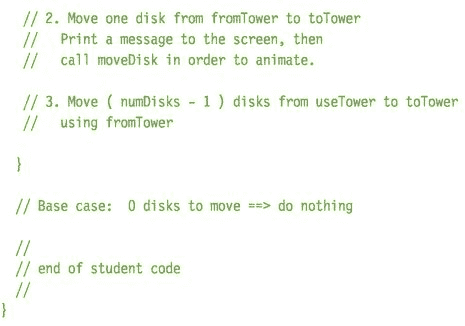 // 2. Move one disk from fromTower to toTower
//   Print a message to the screen, then
//   call moveDisk in order to animate.
// 3. Move ( numDisks - 1 ) disks from useTower to toTower
//   using fromTower
}
// Base case:  0 disks to move ==> do nothing
//
// end of student code
//
}